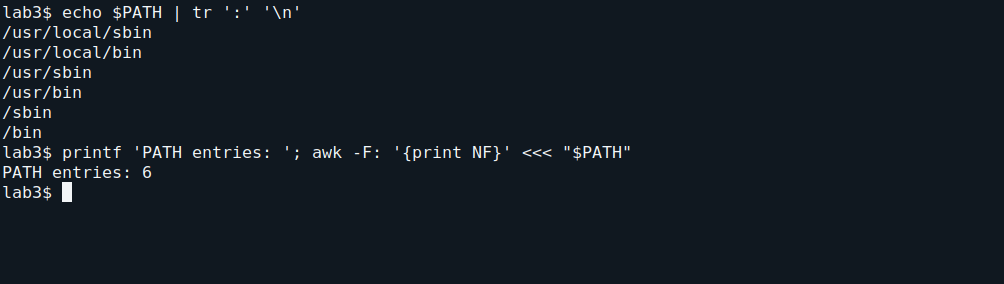 lab3$ echo $PATH | tr ':' '\n'
/usr/local/sbin
/usr/local/bin
/usr/sbin
/usr/bin
/sbin
/bin
lab3$ printf 'PATH entries: '; awk -F: '{print NF}' <<< "$PATH"
PATH entries: 6
lab3$